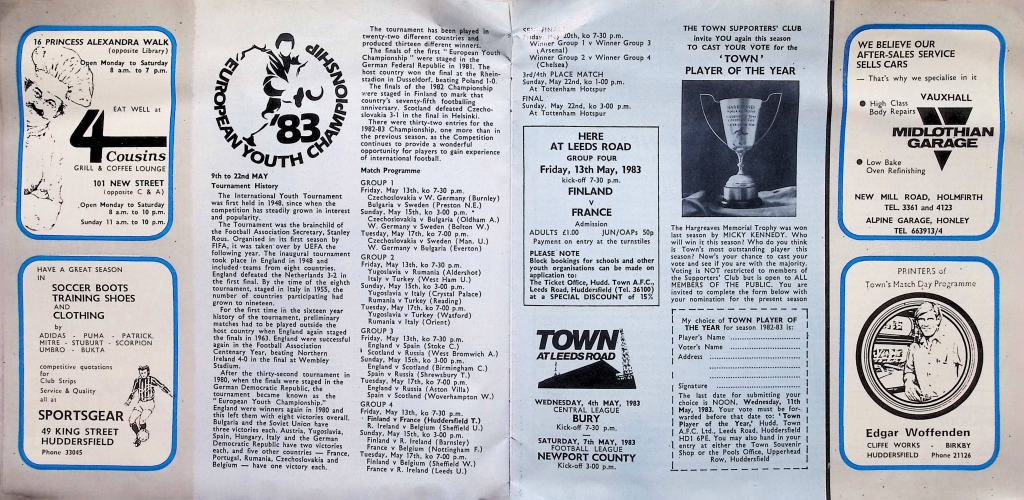 16 PRINCESS ALEXANDRA WALK
(opposite Library)
Open Monday to Saturday
8 a.m. to 7 p.m.
EAT WELL at
4
Cousins
GRILL & COFFEE LOUNGE
101 NEW STREET
(opposite C & A)
Open Monday to Saturday
8 a.m. to 8 p.m.
Sunday 11 a.m. to 8 p.m.
HAVE A GREAT SEASON
IN
SOCCER BOOTS
TRAINING SHOES
AND
CLOTHING
by
ADIDAS - PUMA - PATRICK
MITRE - STUBURT - SCORPION
UMBRO - BUKTA
competitive quotations
for
Club Strips
Service & Quality
all at
SPORTSGEAR
49 KING STREET
HUDDERSFIELD
Phone 33045
EUROPEAN YOUTH CHAMPIONSHIP
'83
9th to 22nd MAY
Tournament History
The International Youth Tournament
was first held in 1948, since when the
competition has steadily grown in interest
and popularity.
The Tournament was the brainchild of
the Football Association Secretary, Stanley
Rous. Organised in its first season by
FIFA, it was taken over by UEFA the
following year. The inaugural tournament
took place in England in 1948 and
included teams from eight countries.
England defeated the Netherlands 3-2 in
the first final. By the time of the eighth
tournament, staged in Italy in 1955, the
number of countries participating had
grown to nineteen.
For the first time in the sixteen year
history of the tournament, preliminary
matches had to be played outside the
host country when England again staged
the finals in 1963. England were successful
again in the Football Association
Centenary Year, beating Northern
Ireland 4-0 in the final at Wembley
Stadium.
After the thirty-second tournament in
1980, when the finals were staged in the
German Democratic Republic, the
tournament became known as the
"European Youth Championship."
England were winners again in 1980 and
this left them with eight victories overall.
Bulgaria and the Soviet Union have
three victories each. Austria, Yugoslavia,
Spain, Hungary, Italy and the German
Democratic Republic have two victories
each, and five other countries — France,
Portugal, Rumania, Czechoslovakia and
Belgium — have one victory each.
The tournament has been played in
twenty-two different countries and
produced thirteen different winners.
The finals of the first "European Youth
Championship" were staged in the
German Federal Republic in 1981. The
host country won the final at the Rhein-
stadion in Dusseldorf, beating Poland 1-0.
The finals of the 1982 Championship
were staged in Finland to mark that
country's seventy-fifth footballing
anniversary. Scotland defeated Czecho-
slovakia 3-1 in the final in Helsinki.
There were thirty-two entries for the
1982-83 Championship, one more than in
the previous season, as the Competition
continues to provide a wonderful
opportunity for players to gain experience
of international football.
Match Programme
GROUP 1
Friday, May 13th, ko 7-30 p.m.
Czechoslovakia v W. Germany (Burnley)
Bulgaria v Sweden (Preston N.E.)
Sunday, May 15th, ko 3-00 p.m.
Czechoslovakia v Bulgaria (Oldham A.)
W. Germany v Sweden (Bolton W.)
Tuesday, May 17th, ko 7-00 p.m.
Czechoslovakia v Sweden (Man. U.)
W. Germany v Bulgaria (Everton)
GROUP 2
Friday, May 13th, ko 7-30 p.m.
Yugoslavia v Rumania (Aldershot)
Italy v Turkey (West Ham U.)
Sunday, May 15th, ko 3-00 p.m.
Yugoslavia v Italy (Crystal Palace)
Rumania v Turkey (Reading)
Tuesday, May 17th, ko 7-00 p.m.
Yugoslavia v Turkey (Watford)
Rumania v Italy (Orient)
GROUP 3
Friday, May 13th, ko 7-30 p.m.
England v Spain (Stoke C.)
Scotland v Russia (West Bromwich A.)
Sunday, May 15th, ko 3-00 p.m.
England v Scotland (Birmingham C.)
Spain v Russia (Shrewsbury T.)
Tuesday, May 17th, ko 7-00 p.m.
England v Russia (Aston Villa)
Spain v Scotland (Wolverhampton W.)
GROUP 4
Friday, May 13th, ko 7-30 p.m.
Finland v France (Huddersfield T.)
R. Ireland v Belgium (Sheffield U.)
Sunday, May 15th, ko 3-00 p.m.
Finland v R. Ireland (Barnsley)
France v Belgium (Nottingham F.)
Tuesday, May 17th, ko 7-00 p.m.
Finland v Belgium (Sheffield W.)
France v R. Ireland (Leeds U.)
Friday, May 20th, ko 7-30 p.m.
Winner Group 1 v Winner Group 3
(Arsenal)
Winner Group 2 v Winner Group 4
(Chelsea)
3rd/4th PLACE MATCH
Sunday, May 22nd, ko 1-00 p.m.
At Tottenham Hotspur
FINAL
Sunday, May 22nd, ko 3-00 p.m.
At Tottenham Hotspur
HERE
AT LEEDS ROAD
GROUP FOUR
Friday, 13th May, 1983
kick-off 7-30 p.m.
FINLAND
v
FRANCE
Admission
ADULTS £1.00 JUN/OAPs 50p
Payment on entry at the turnstiles
PLEASE NOTE
Block bookings for schools and other
youth organisations can be made on
application to:
The Ticket Office, Hudd. Town A.F.C.,
Leeds Road, Huddersfield (Tel. 36100)
at a SPECIAL DISCOUNT of 15%
TOWN
AT LEEDS ROAD
WEDNESDAY, 4th MAY, 1983
CENTRAL LEAGUE
BURY
Kick-off 7-30 p.m.
SATURDAY, 7th MAY, 1983
FOOTBALL LEAGUE
NEWPORT COUNTY
Kick-off 3-00 p.m.
THE TOWN SUPPORTERS' CLUB
invite YOU again this season
TO CAST YOUR VOTE for the
'TOWN'
PLAYER OF THE YEAR
The Hargreaves Memorial Trophy was won
last season by MICKY KENNEDY. Who
will win it this season? Who do you think
is Town's most outstanding player this
season? Now's your chance to cast your
vote and see if you are with the majority.
Voting is NOT restricted to members of
the Supporters' Club but is open to ALL
MEMBERS OF THE PUBLIC. You are
invited to complete the form below with
your nomination for the present season
My choice of TOWN PLAYER OF
THE YEAR for season 1982-83 is:
Player's Name
Voter's Name
Address
Signature
The last date for submitting your
choice is NOON, Wednesday, 11th
May, 1983. Your vote must be for-
warded before that date to: 'Town
Player of the Year,' Hudd. Town
A.F.C. Ltd., Leeds Road, Huddersfield
HD1 6PE. You may also hand in your
entry at either the Town Souvenir
Shop or the Pools Office, Upperhead
Row, Huddersfield
WE BELIEVE OUR
AFTER-SALES SERVICE
SELLS CARS
— That's why we specialise in it
High Class
Body Repairs
VAUXHALL
MIDLOTHIAN
GARAGE
Low Bake
Oven Refinishing
NEW MILL ROAD, HOLMFIRTH
TEL. 3361 and 4123
ALPINE GARAGE, HONLEY
TEL 663913/4
PRINTERS of
Town's Match Day Programme
Edgar Woffenden
CLIFFE WORKS - BIRKBY
HUDDERSFIELD Phone 21126